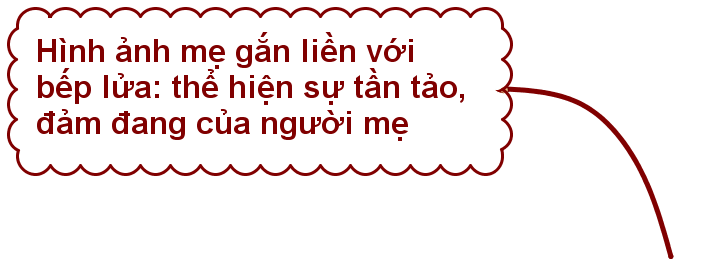 Hình ảnh mẹ gắn liền với
bếp lửa: thể hiện sự tần tảo,
đảm đang của người mẹ